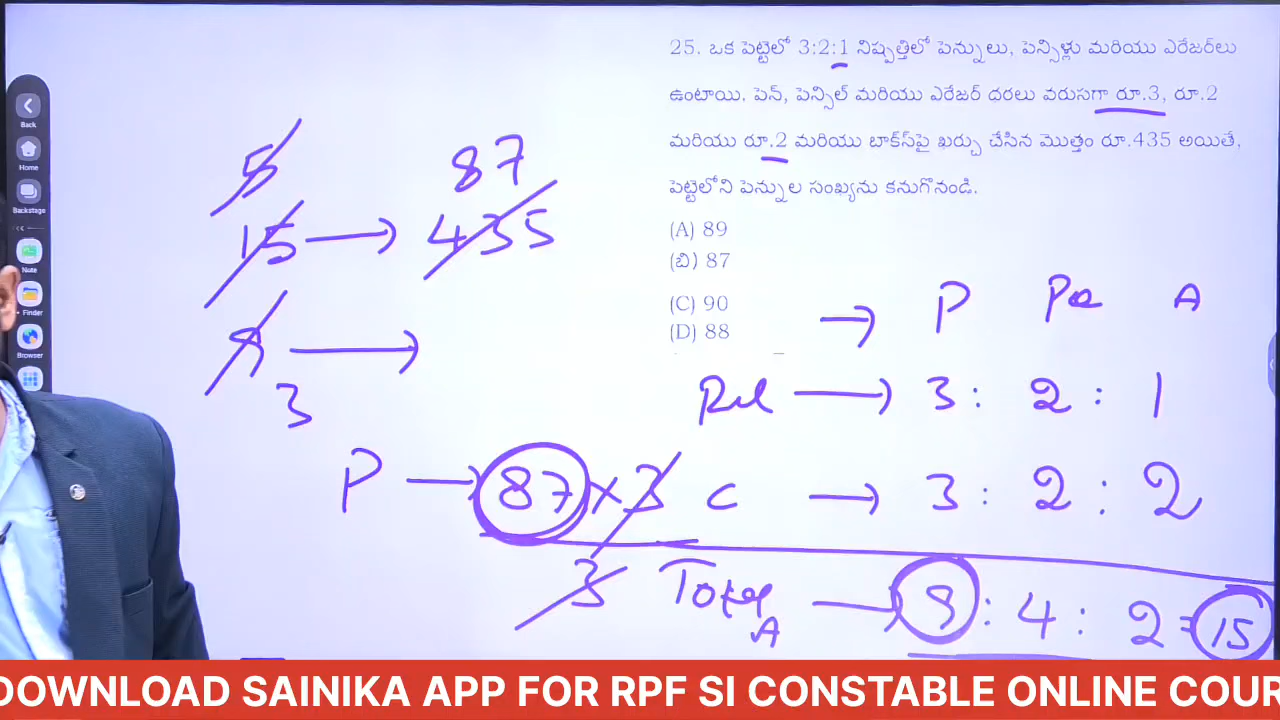 25. ఒక పెట్టెలో 3:2:1 నిష్పత్తిలో పెన్నులు, పెన్సిళ్లు మరియు ఎరేజర్‌లు
ఉంటాయి. పెన్, పెన్సిల్ మరియు ఎరేజర్ ధరలు వరుసగా రూ.3, రూ.2
మరియు రూ.2 మరియు బాక్స్‌పై ఖర్చు చేసిన మొత్తం రూ.435 అయితే,
పెట్టెలోని పెన్నుల సంఖ్యను కనుగొనండి.
(A) 89
(బి) 87
(C) 90
(D) 88
Back
Home
Backstage
Note
Finder
Browser
5
87
15 → 435
9 →
3
P → 87 × 3
3
→ P Pe A
Rel → 3 : 2 : 1
C → 3 : 2 : 2
Total → 9 : 4 : 2 = 15
A
DOWNLOAD SAINIKA APP FOR RPF SI CONSTABLE ONLINE COUR